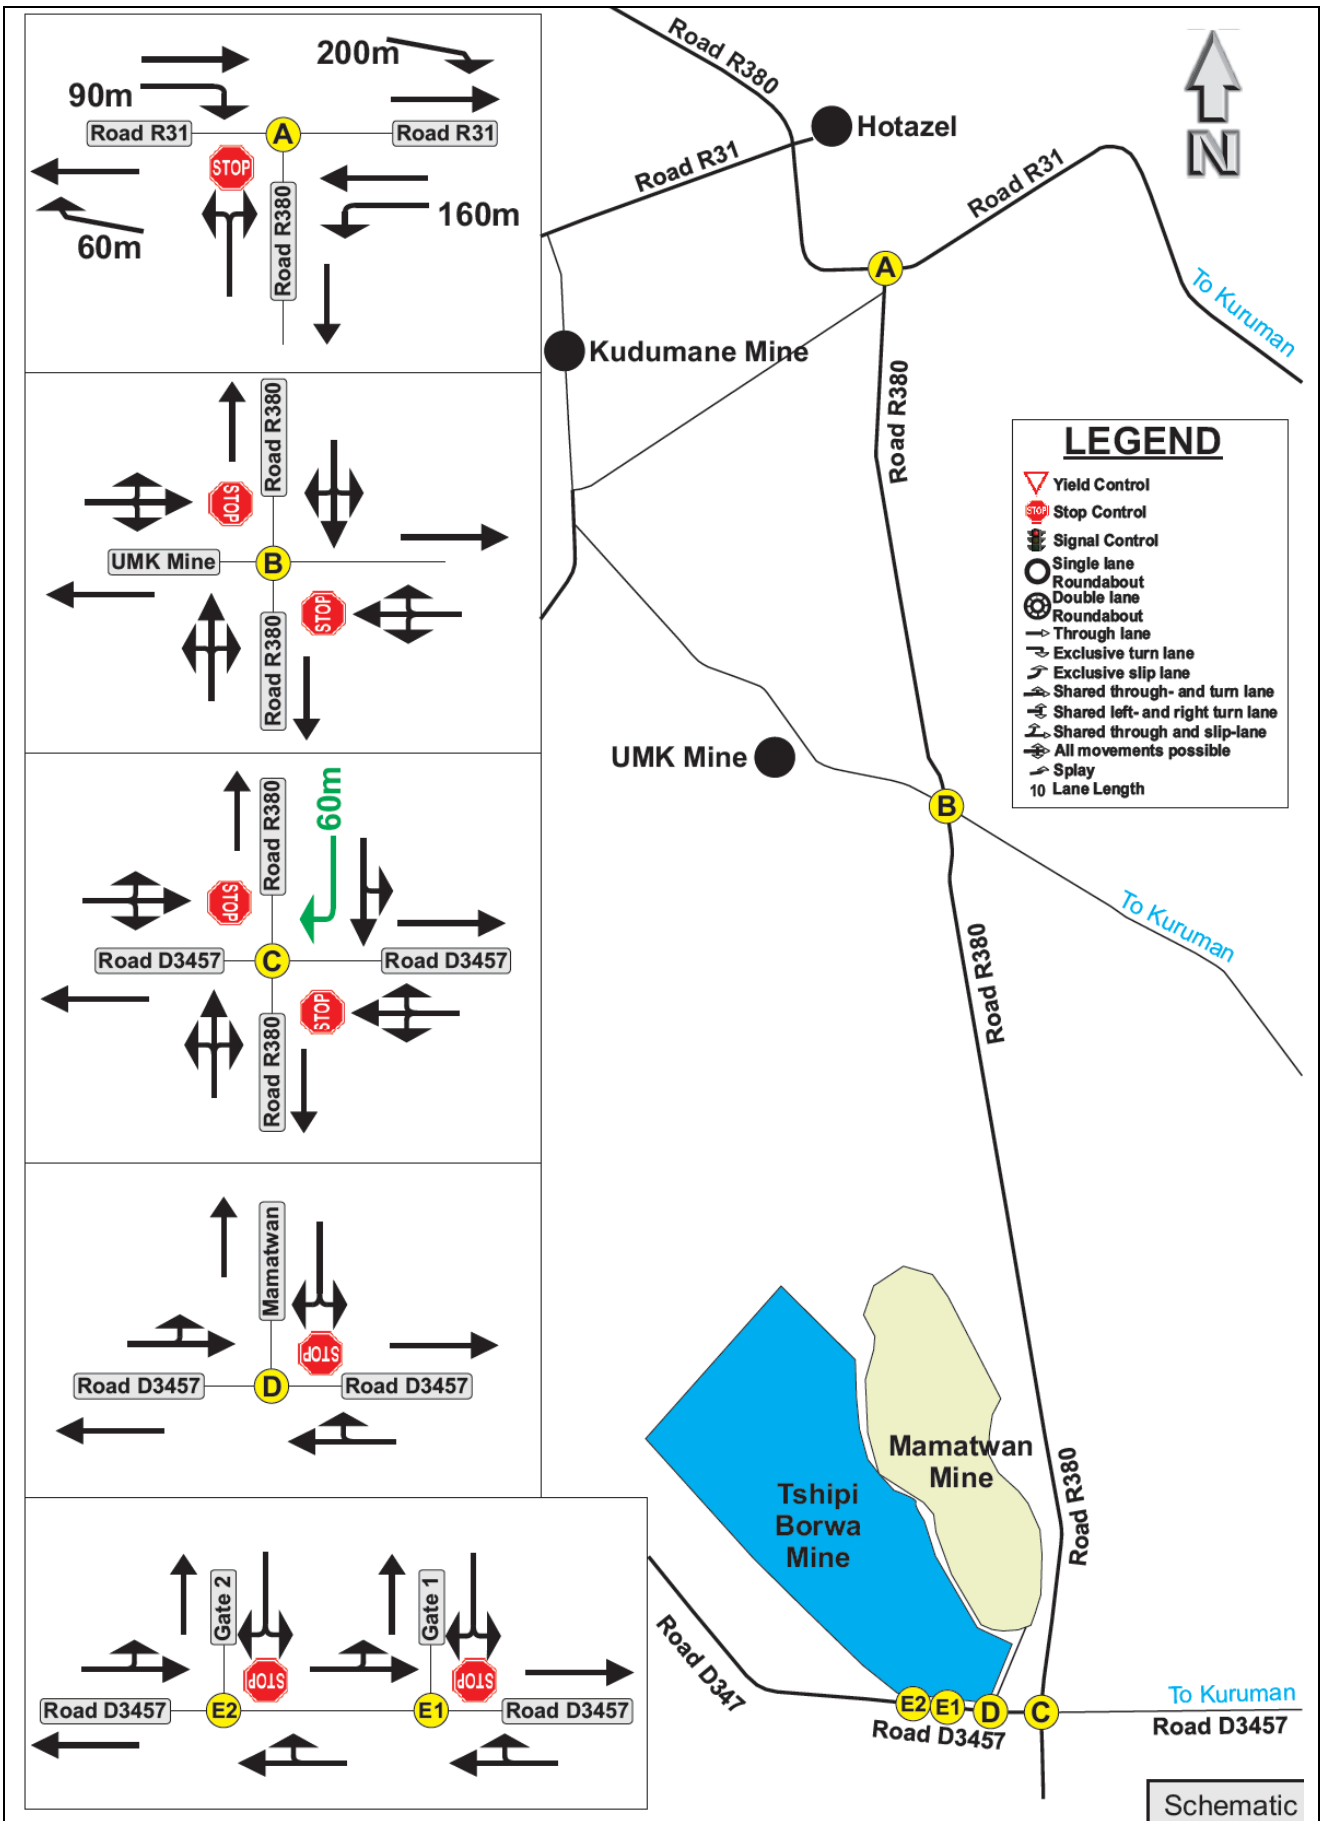 200m
90m
Road R31
A
Road R31
STOP
Road R380
160m
60m
Road R380
STOP
UMK Mine
B
STOP
Road R380
60m
Road R380
STOP
Road D3457
C
Road D3457
STOP
Road R380
Mamatwan
STOP
Road D3457
D
Road D3457
Gate 2
Gate 1
STOP
STOP
Road D3457
E2
E1
Road D3457
Road R380
Hotazel
N
Road R31
Road R31
A
To Kuruman
Kudumane Mine
Road R380
LEGEND
Yield Control
STOP
Stop Control
Signal Control
Single lane
Roundabout
Double lane
Roundabout
Through lane
Exclusive turn lane
Exclusive slip lane
Shared through- and turn lane
Shared left- and right turn lane
Shared through and slip-lane
All movements possible
Splay
10 Lane Length
UMK Mine
B
To Kuruman
Road R380
Mamatwan
Mine
Tshipi
Borwa
Mine
Road R380
Road D347
E2
E1
D
C
To Kuruman
Road D3457
Road D3457
Schematic